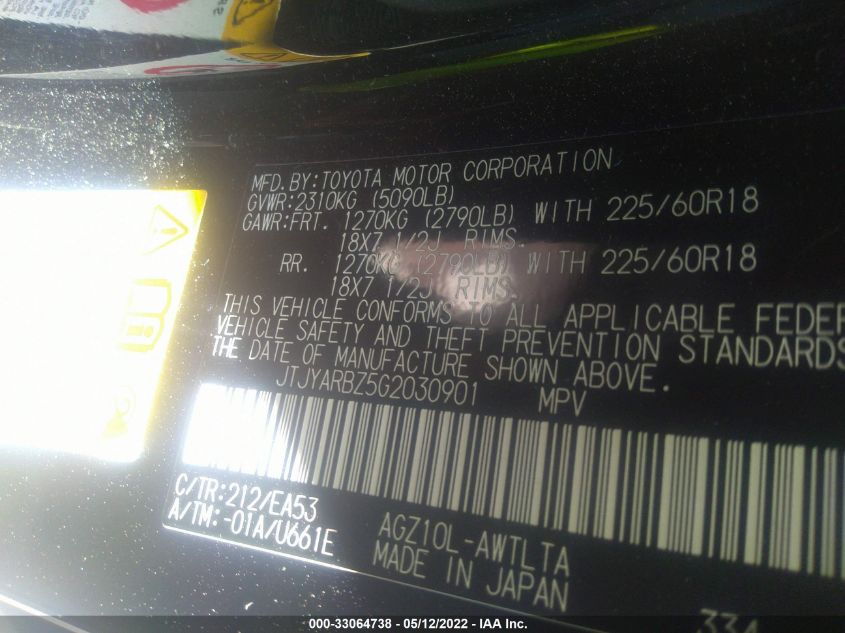 MFD.BY:TOYOTA MOTOR CORPORATION
GVWR:2310KG (5090LB)
GAWR:FRT. 1270KG (2790LB) WITH 225/60R18
18X7 1/2J RIMS.
RR. 1270KG (2790LB) WITH 225/60R18
18X7 1/2J RIMS.
THIS VEHICLE CONFORMS TO ALL APPLICABLE FEDER
VEHICLE SAFETY AND THEFT PREVENTION STANDARDS
THE DATE OF MANUFACTURE SHOWN ABOVE.
JTJYARBZ5G2030901 MPV
C/TR:212/EA53
A/TM:-01A/U661E
AGZ10L-AWTLTA
MADE IN JAPAN
334
000-33064738 - 05/12/2022 - IAA Inc.